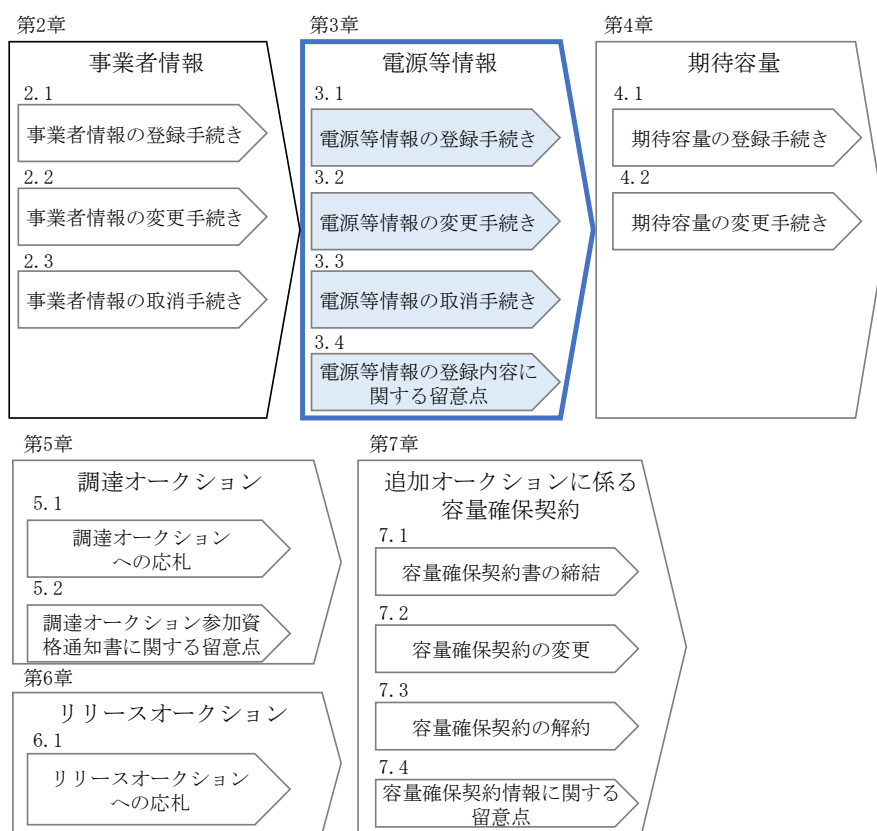 第2章
事業者情報
2.1
事業者情報の登録手続き
2.2
事業者情報の変更手続き
2.3
事業者情報の取消手続き
第3章
電源等情報
3.1
電源等情報の登録手続き
3.2
電源等情報の変更手続き
3.3
電源等情報の取消手続き
3.4
電源等情報の登録内容に
関する留意点
第4章
期待容量
4.1
期待容量の登録手続き
4.2
期待容量の変更手続き
第5章
調達オークション
5.1
調達オークション
への応札
5.2
調達オークション参加資
格通知書に関する留意点
第6章
リリースオークション
6.1
リリースオークション
への応札
第7章
追加オークションに係る
容量確保契約
7.1
容量確保契約書の締結
7.2
容量確保契約の変更
7.3
容量確保契約の解約
7.4
容量確保契約情報に関する
留意点